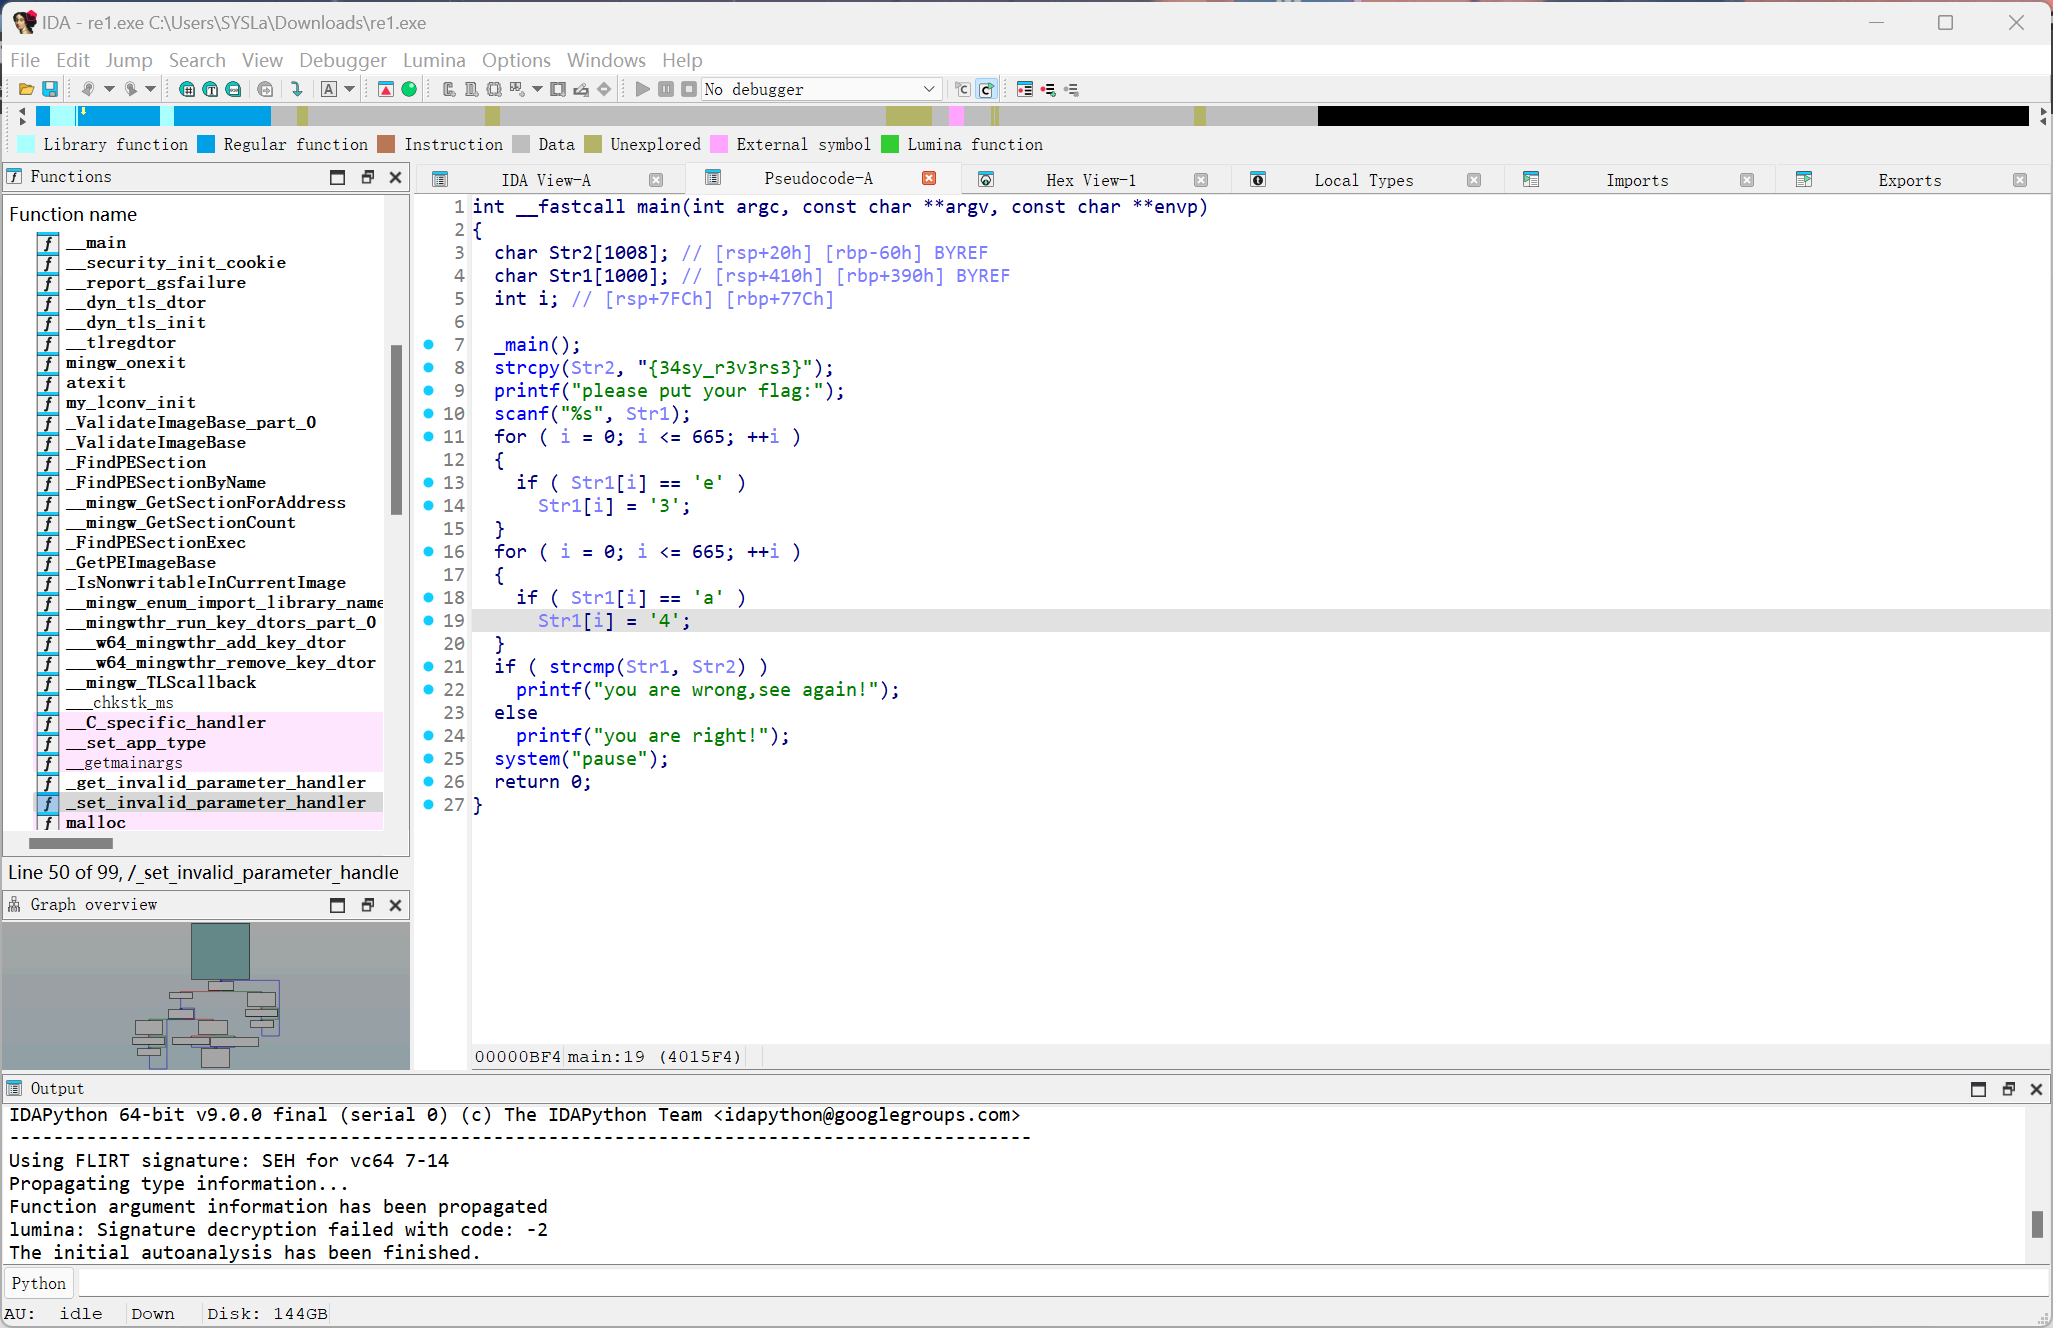 IDA - re1.exe C:\Users\SYSLa\Downloads\re1.exe
File Edit Jump Search View Debugger Lumina Options Windows Help
No debugger
Library function Regular function Instruction Data Unexplored External symbol Lumina function
Functions
IDA View-A Pseudocode-A Hex View-1 Local Types Imports Exports
Function name
__main
__security_init_cookie
__report_gsfailure
__dyn_tls_dtor
__dyn_tls_init
__tlregdtor
mingw_onexit
atexit
my_lconv_init
_ValidateImageBase_part_0
_ValidateImageBase
_FindPESection
_FindPESectionByName
__mingw_GetSectionForAddress
__mingw_GetSectionCount
_FindPESectionExec
_GetPEImageBase
_IsNonwritableInCurrentImage
__mingw_enum_import_library_name
__mingwthr_run_key_dtors_part_0
___w64_mingwthr_add_key_dtor
___w64_mingwthr_remove_key_dtor
__mingw_TLScallback
___chkstk_ms
__C_specific_handler
__set_app_type
__getmainargs
_get_invalid_parameter_handler
_set_invalid_parameter_handler
malloc
Line 50 of 99, /_set_invalid_parameter_handle
Graph overview
1 int __fastcall main(int argc, const char **argv, const char **envp)
2 {
3 char Str2[1008]; // [rsp+20h] [rbp-60h] BYREF
4 char Str1[1000]; // [rsp+410h] [rbp+390h] BYREF
5 int i; // [rsp+7FCh] [rbp+77Ch]
6
7 _main();
8 strcpy(Str2, "{34sy_r3v3rs3}");
9 printf("please put your flag:");
10 scanf("%s", Str1);
11 for ( i = 0; i <= 665; ++i )
12 {
13 if ( Str1[i] == 'e' )
14 Str1[i] = '3';
15 }
16 for ( i = 0; i <= 665; ++i )
17 {
18 if ( Str1[i] == 'a' )
19 Str1[i] = '4';
20 }
21 if ( strcmp(Str1, Str2) )
22 printf("you are wrong,see again!");
23 else
24 printf("you are right!");
25 system("pause");
26 return 0;
27 }
00000BF4 main:19 (4015F4)
Output
IDAPython 64-bit v9.0.0 final (serial 0) (c) The IDAPython Team <idapython@googlegroups.com>
---------------------------------------------------------------------------------------------
Using FLIRT signature: SEH for vc64 7-14
Propagating type information...
Function argument information has been propagated
lumina: Signature decryption failed with code: -2
The initial autoanalysis has been finished.
Python
AU: idle Down Disk: 144GB